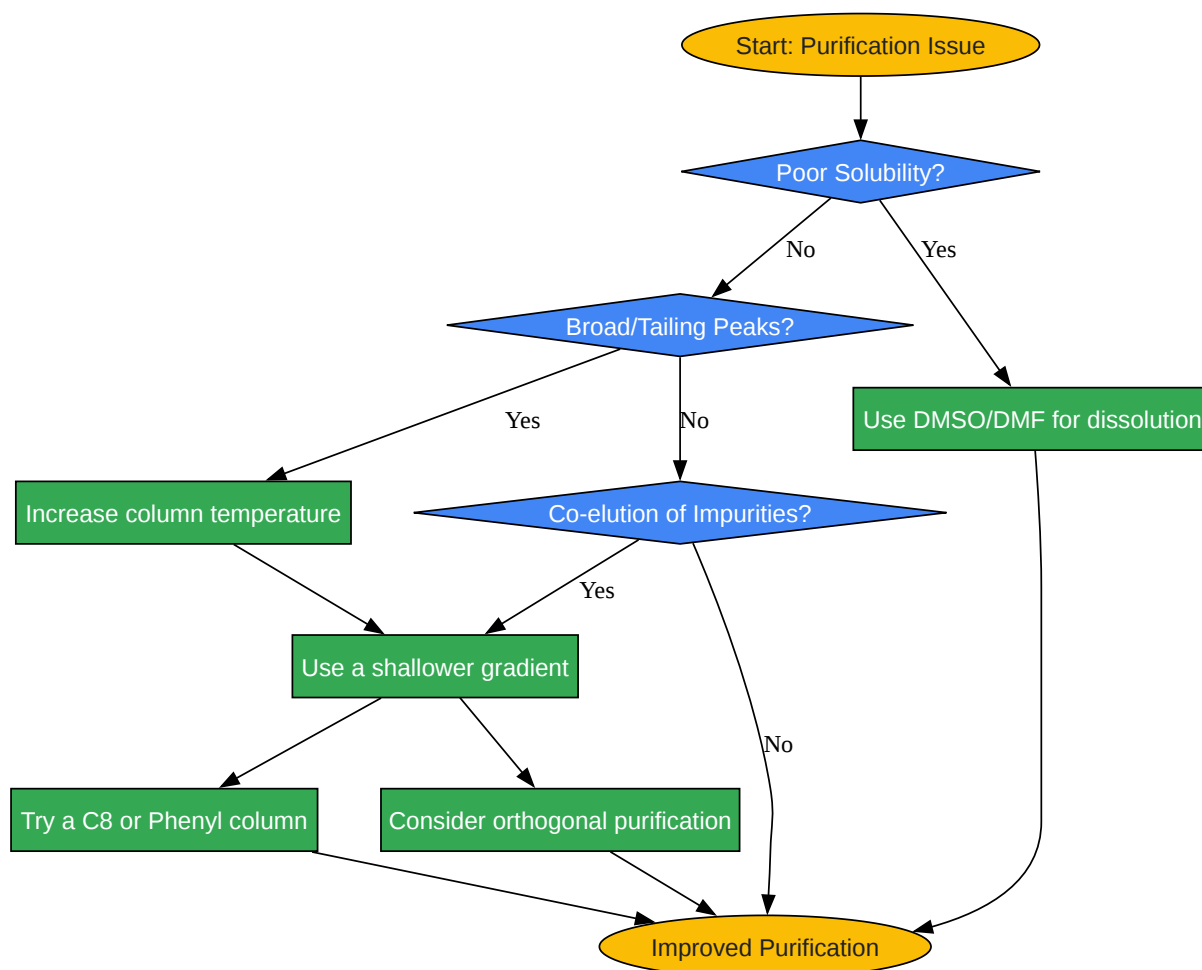 Start: Purification Issue
Poor Solubility?
No
Yes
Broad/Tailing Peaks?
Yes
No
Use DMSO/DMF for dissolution
Increase column temperature
Co-elution of Impurities?
Yes
Use a shallower gradient
No
Try a C8 or Phenyl column
Consider orthogonal purification
Improved Purification